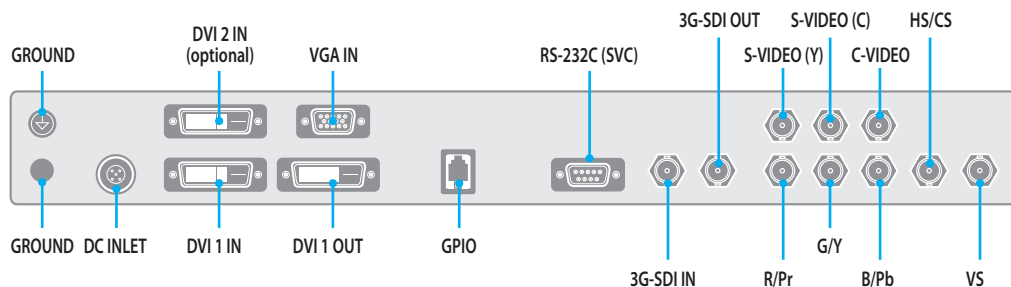 3G-SDI OUT
S-VIDEO (C)
HS/CS
DVI 2 IN
(optional)
GROUND
VGA IN
RS-232C (SVC)
S-VIDEO (Y)
C-VIDEO
GROUND
DC INLET
DVI 1 IN
DVI 1 OUT
GPIO
G/Y
3G-SDI IN
R/Pr
B/Pb
VS